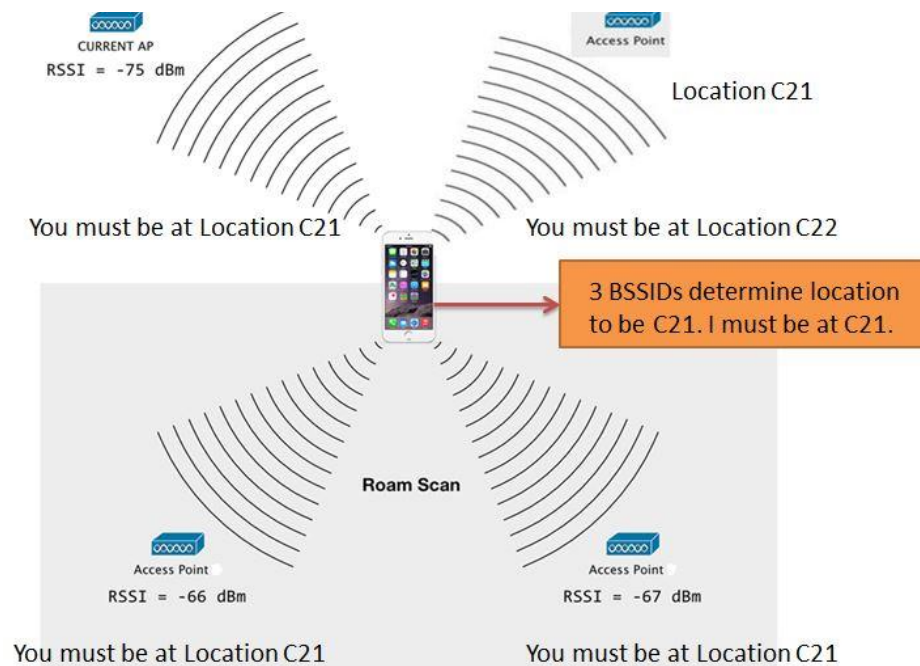 CURRENT AP
RSSI = -75 dBm
Access Point
Location C21
You must be at Location C21
You must be at Location C22
3 BSSIDs determine location
to be C21. I must be at C21.
Roam Scan
Access Point
RSSI = -66 dBm
Access Point
RSSI = -67 dBm
You must be at Location C21
You must be at Location C21